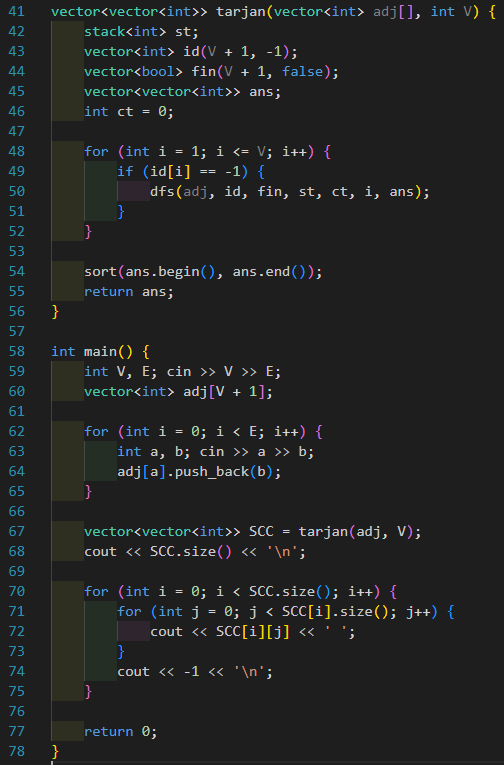 41 vector<vector<int>> tarjan(vector<int> adj[], int V) {
42     stack<int> st;
43     vector<int> id(V + 1, -1);
44     vector<bool> fin(V + 1, false);
45     vector<vector<int>> ans;
46     int ct = 0;
47
48     for (int i = 1; i <= V; i++) {
49         if (id[i] == -1) {
50             dfs(adj, id, fin, st, ct, i, ans);
51         }
52     }
53
54     sort(ans.begin(), ans.end());
55     return ans;
56 }
57
58 int main() {
59     int V, E; cin >> V >> E;
60     vector<int> adj[V + 1];
61
62     for (int i = 0; i < E; i++) {
63         int a, b; cin >> a >> b;
64         adj[a].push_back(b);
65     }
66
67     vector<vector<int>> SCC = tarjan(adj, V);
68     cout << SCC.size() << '\n';
69
70     for (int i = 0; i < SCC.size(); i++) {
71         for (int j = 0; j < SCC[i].size(); j++) {
72             cout << SCC[i][j] << ' ';
73         }
74         cout << -1 << '\n';
75     }
76
77     return 0;
78 }